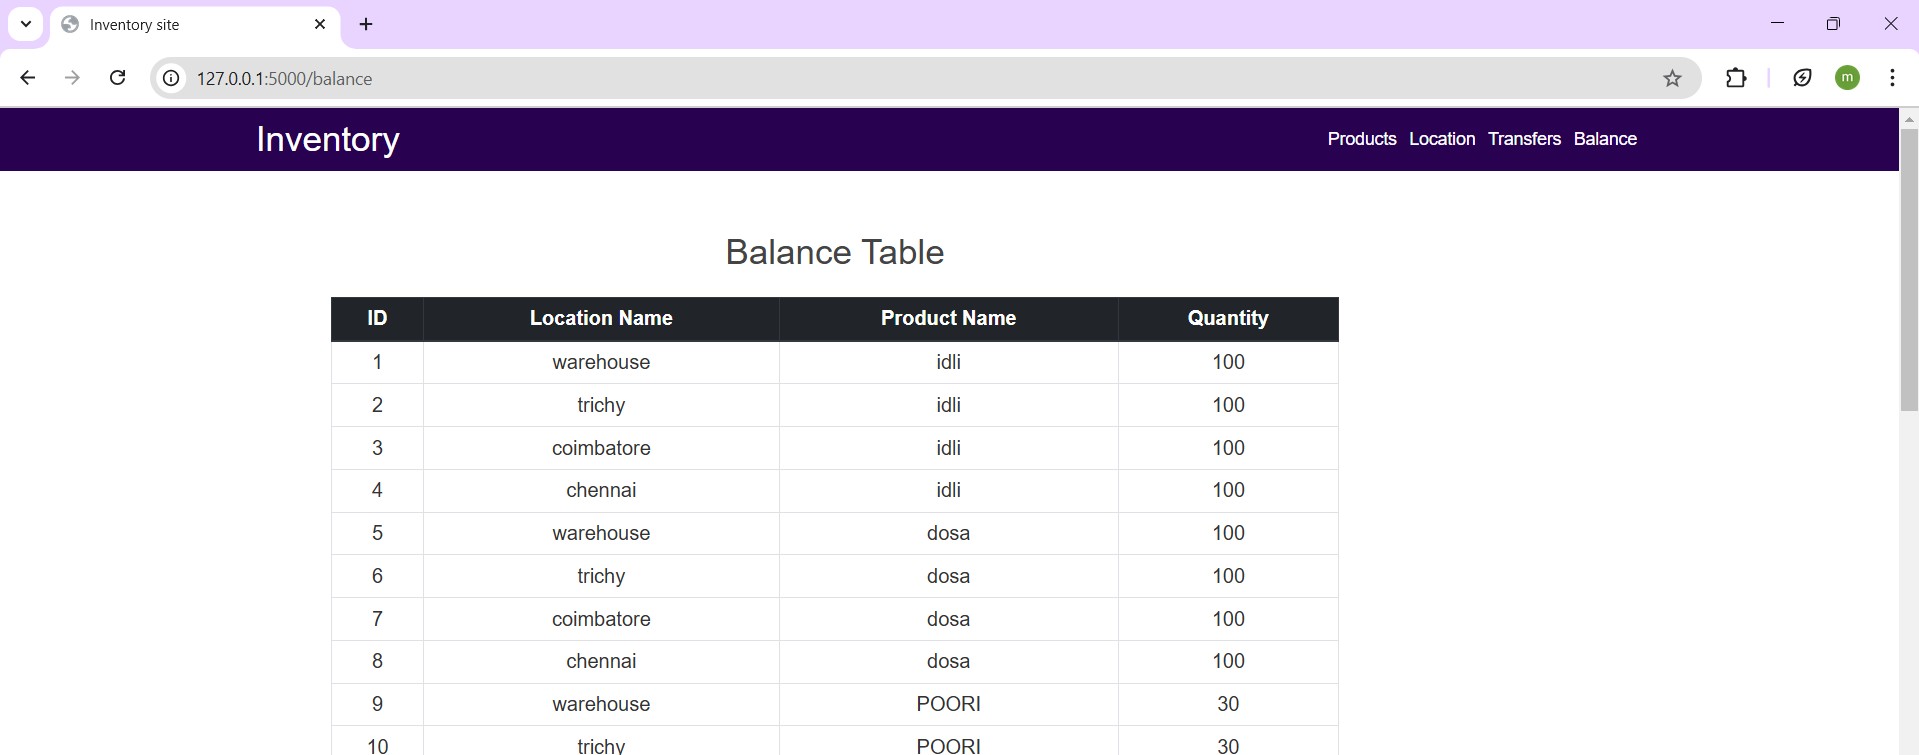 Inventory site
127.0.0.1:5000/balance
m
Inventory Products Location Transfers Balance
Balance Table
ID Location Name Product Name Quantity
1 warehouse idli 100
2 trichy idli 100
3 coimbatore idli 100
4 chennai idli 100
5 warehouse dosa 100
6 trichy dosa 100
7 coimbatore dosa 100
8 chennai dosa 100
9 warehouse POORI 30
10 trichy POORI 30